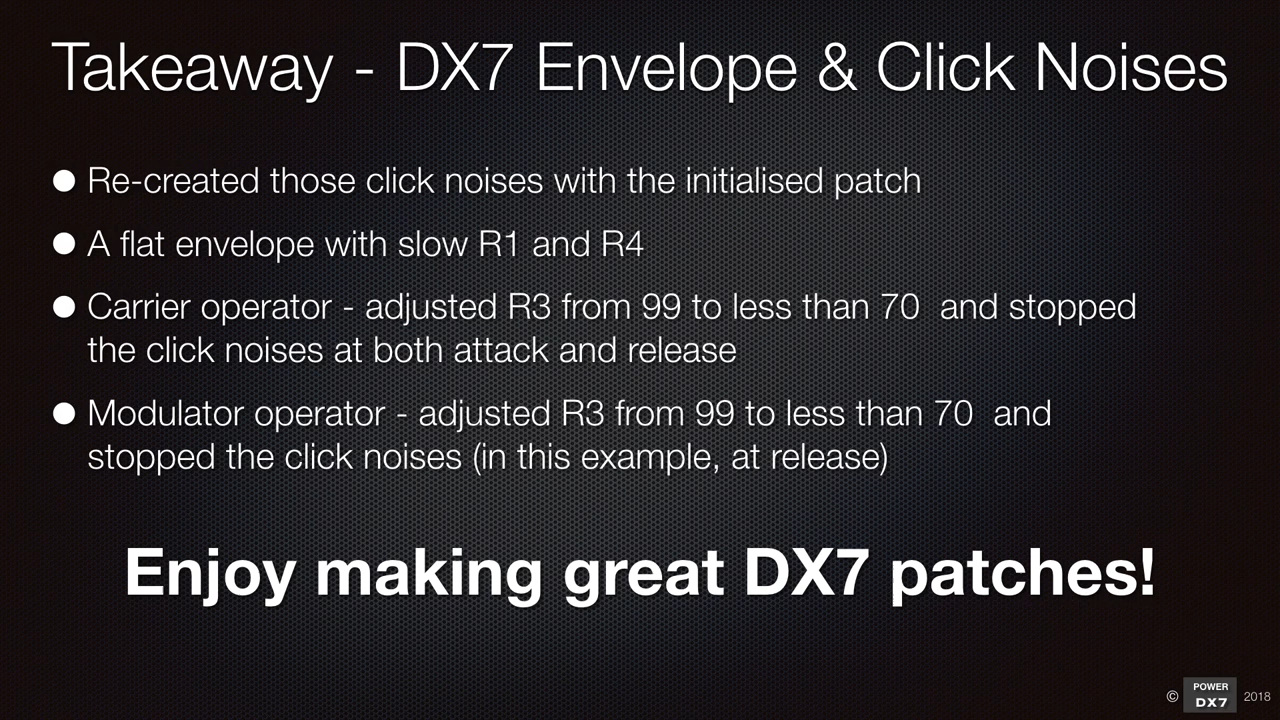 Takeaway - DX7 Envelope & Click Noises
● Re-created those click noises with the initialised patch
● A flat envelope with slow R1 and R4
● Carrier operator - adjusted R3 from 99 to less than 70  and stopped
the click noises at both attack and release
● Modulator operator - adjusted R3 from 99 to less than 70  and
stopped the click noises (in this example, at release)
Enjoy making great DX7 patches!
© POWER DX7 2018